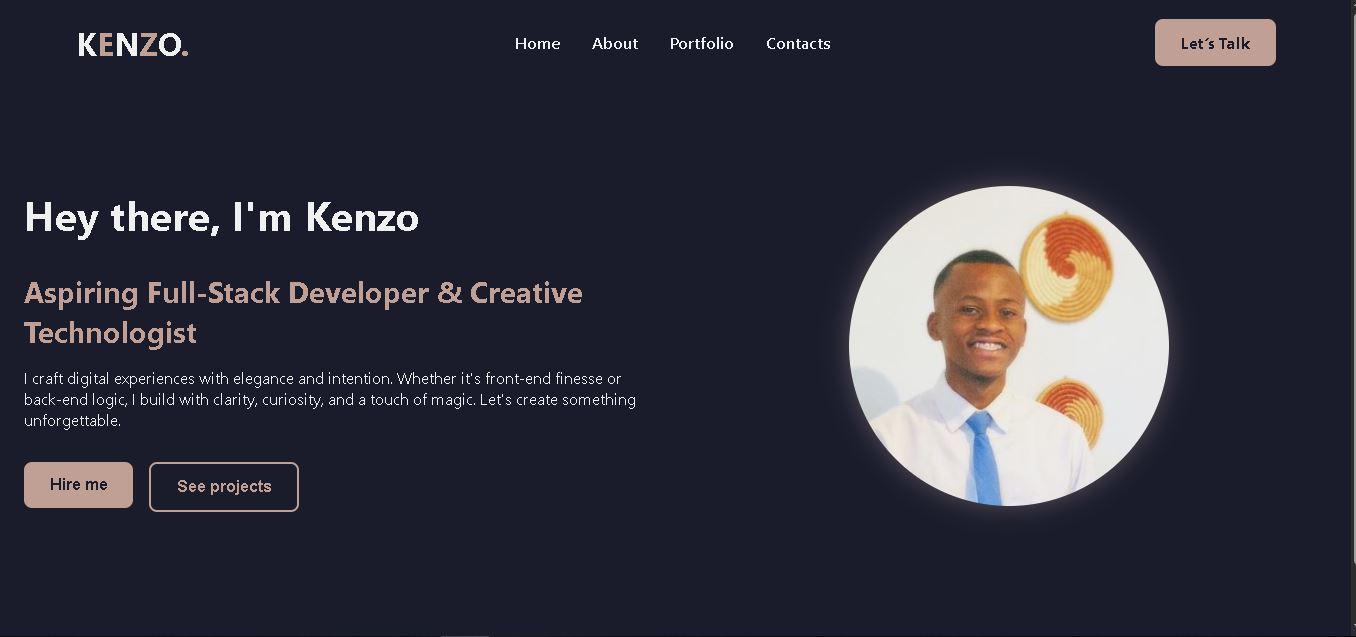 KENZO.
Home
About
Portfolio
Contacts
Let's Talk
Hey there, I'm Kenzo
Aspiring Full-Stack Developer & Creative
Technologist
I craft digital experiences with elegance and intention. Whether it's front-end finesse or
back-end logic, I build with clarity, curiosity, and a touch of magic. Let's create something
unforgettable.
Hire me
See projects